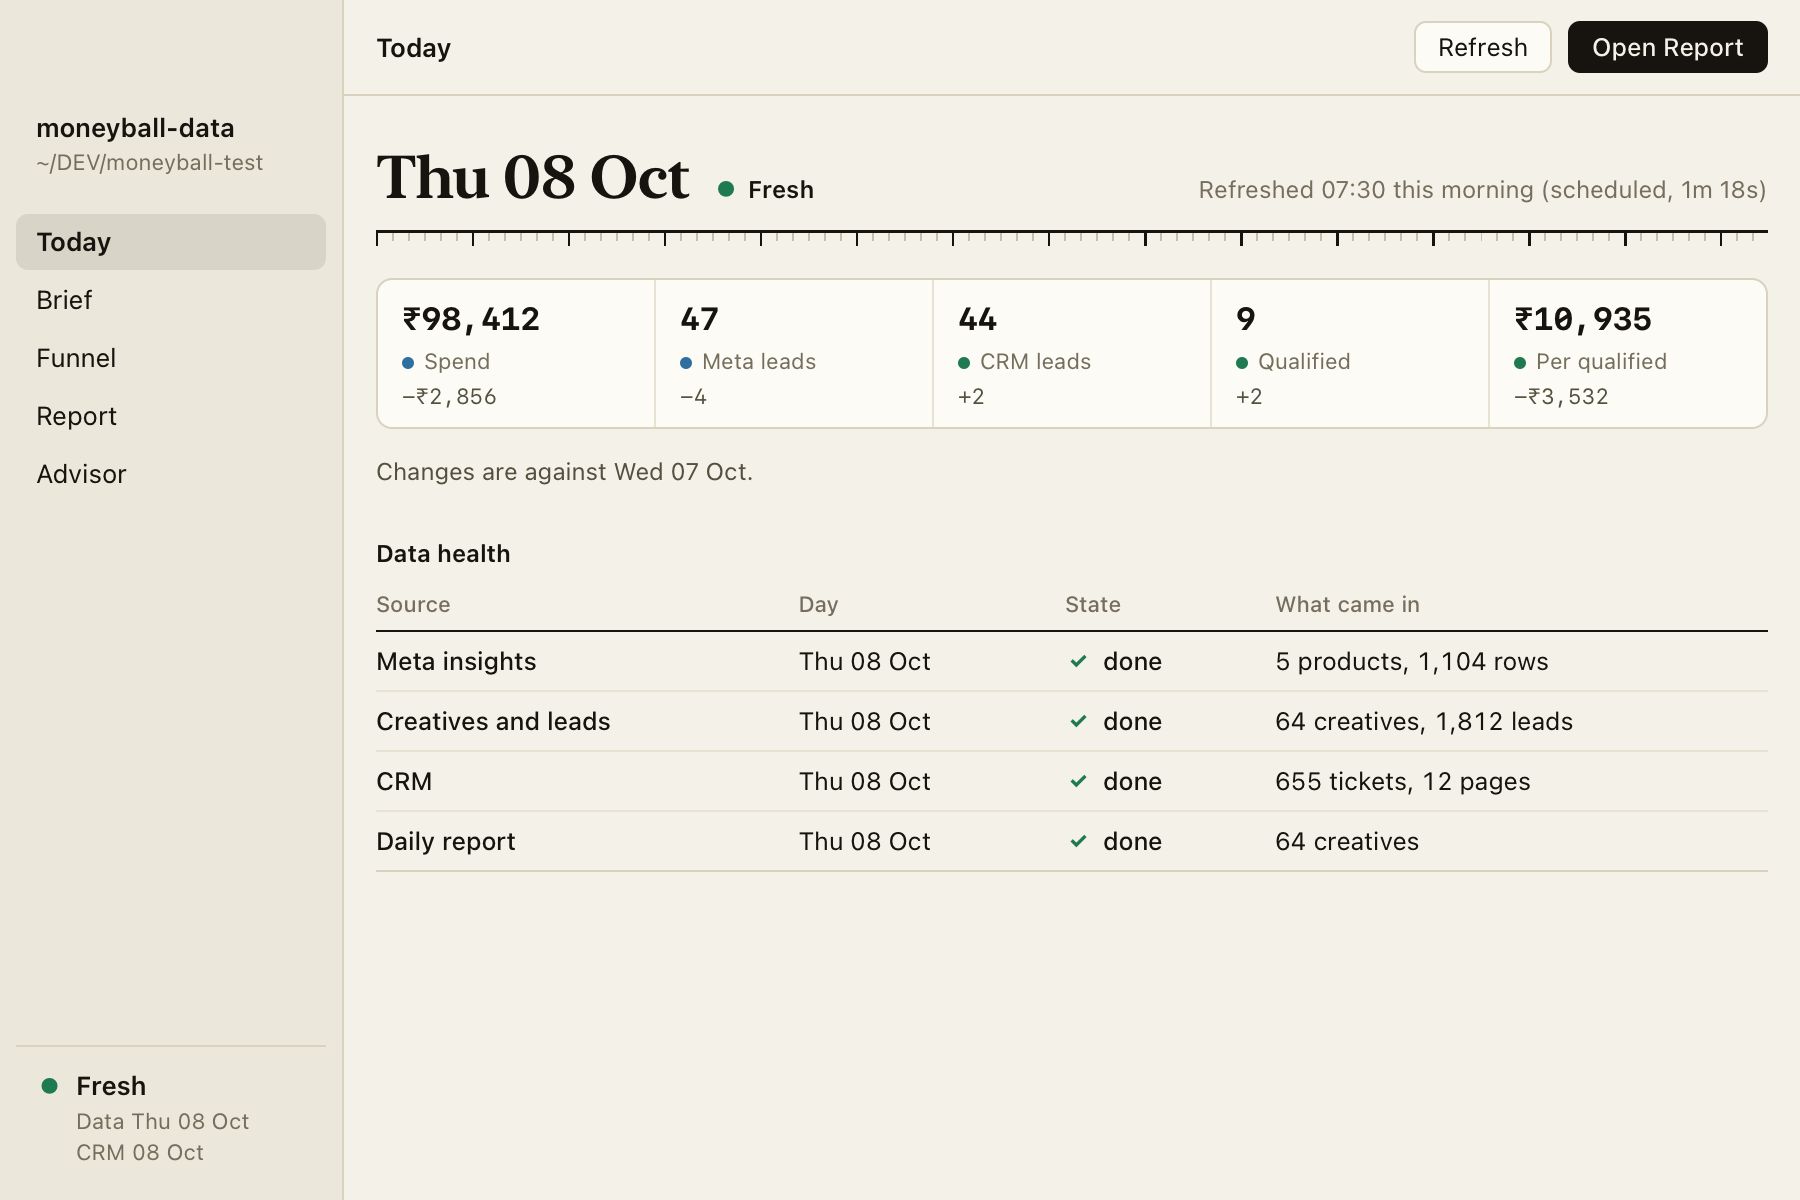 Today
Refresh
Open Report
moneyball-data
~/DEV/moneyball-test
Today
Brief
Funnel
Report
Advisor
Fresh
Data Thu 08 Oct
CRM 08 Oct
Thu 08 Oct
Fresh
Refreshed 07:30 this morning (scheduled, 1m 18s)
₹98,412
Spend
−₹2,856
47
Meta leads
−4
44
CRM leads
+2
9
Qualified
+2
₹10,935
Per qualified
−₹3,532
Changes are against Wed 07 Oct.
Data health
Source Day State What came in
Meta insights Thu 08 Oct ✓ done 5 products, 1,104 rows
Creatives and leads Thu 08 Oct ✓ done 64 creatives, 1,812 leads
CRM Thu 08 Oct ✓ done 655 tickets, 12 pages
Daily report Thu 08 Oct ✓ done 64 creatives